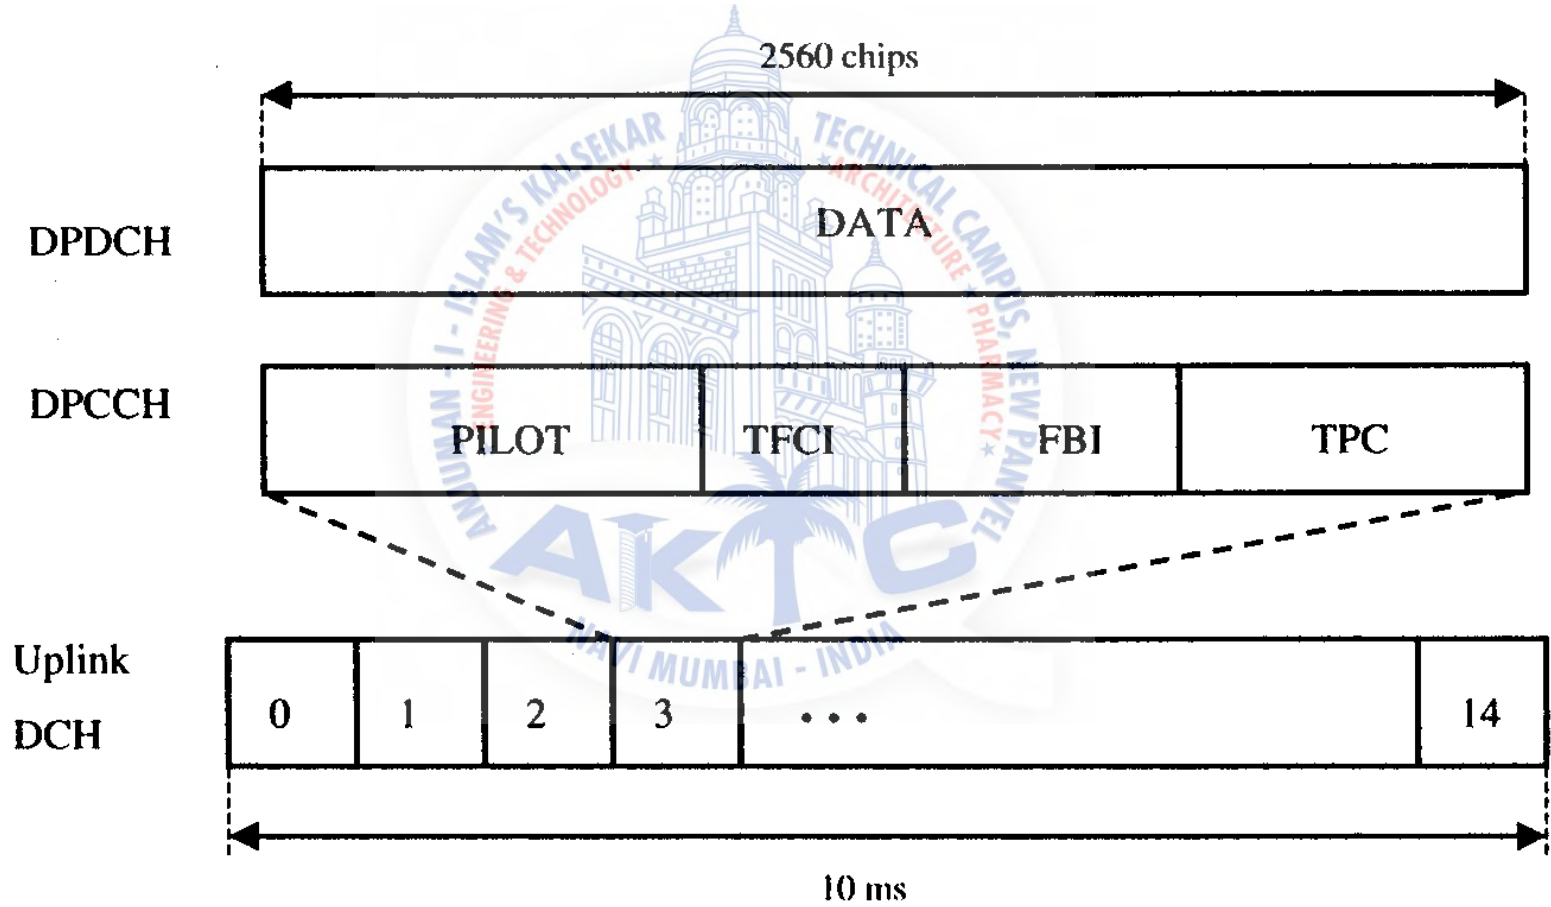 2560 chips
DPDCH
DATA
DPCCH
PILOT TFCI FBI TPC
Uplink
DCH
0 1 2 3 ... 14
10 ms
ANJUMAN - I - ISLAM'S KALSEKAR TECHNICAL CAMPUS, NEW PANVEL
ENGINEERING & TECHNOLOGY ★ ★ ARCHITECTURE ★ PHARMACY ★
AKTC
NAVI MUMBAI - INDIA